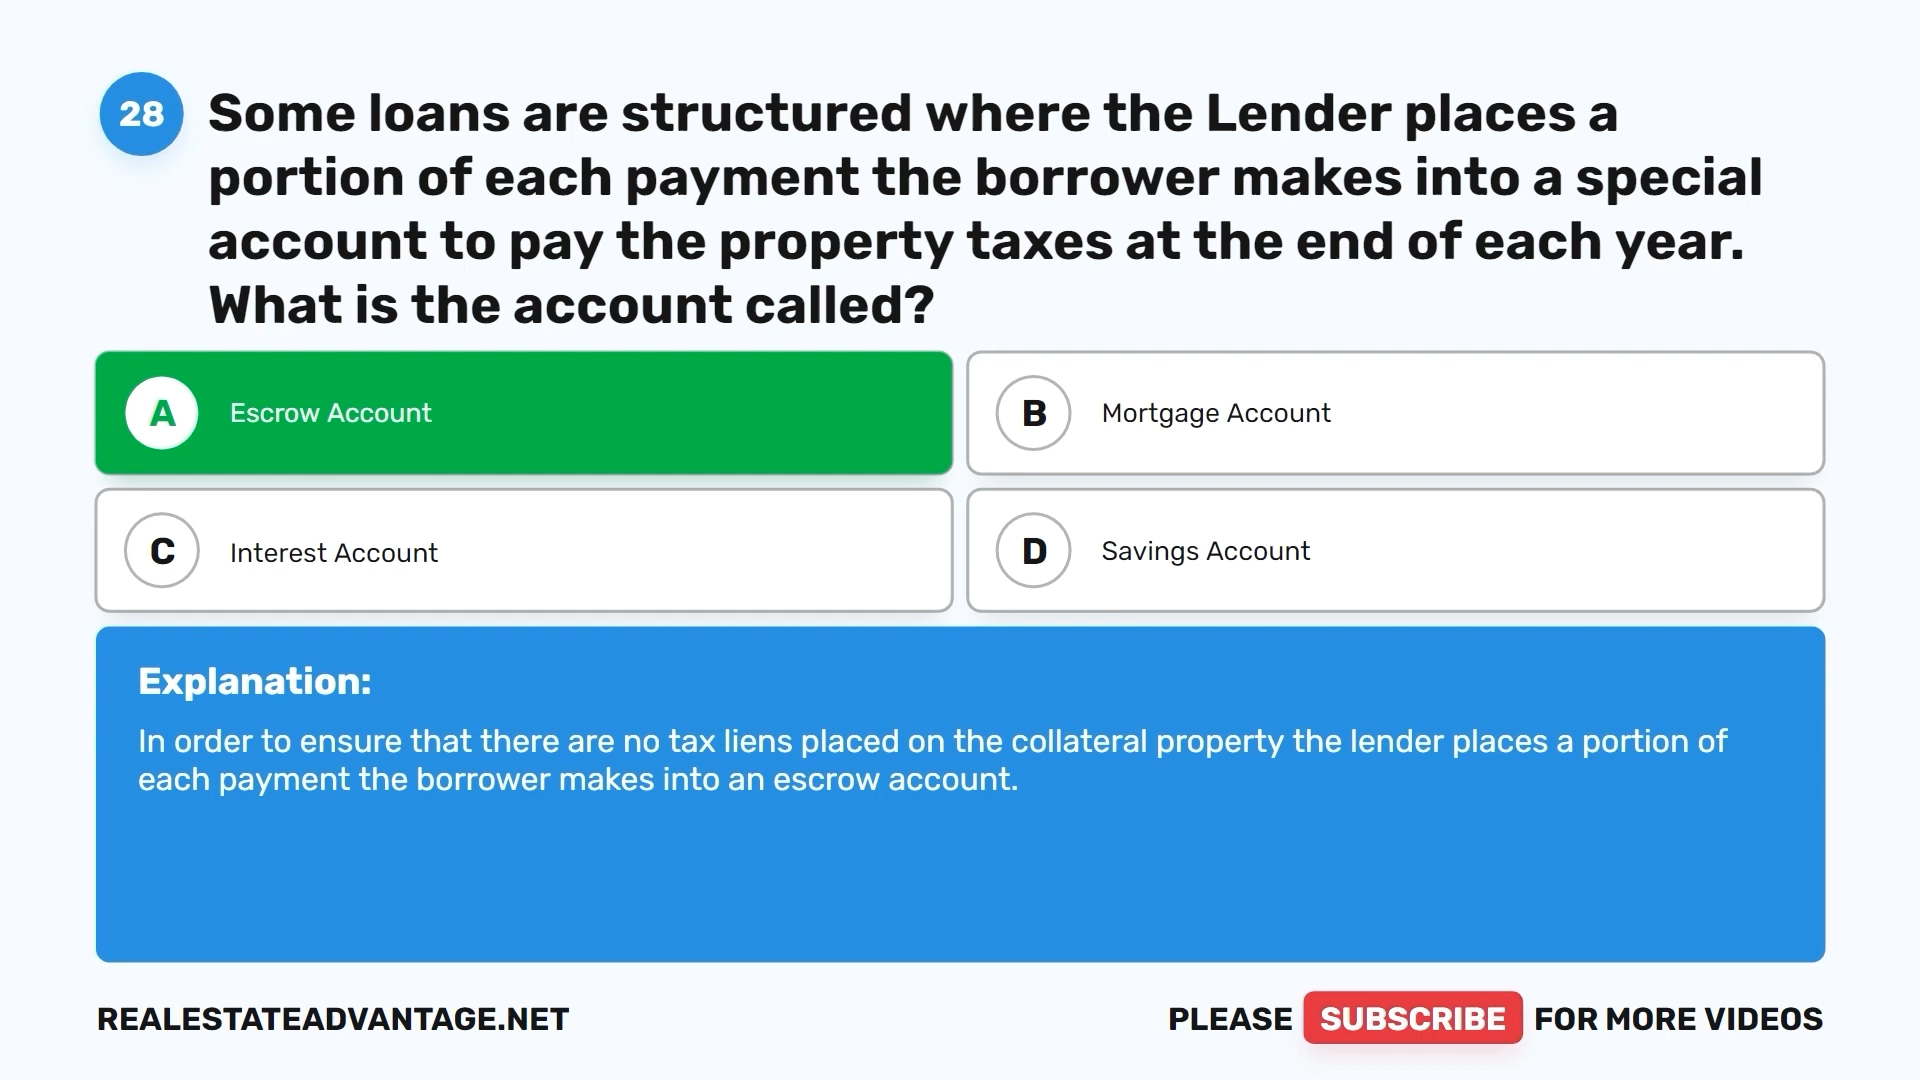 28
Some loans are structured where the Lender places a
portion of each payment the borrower makes into a special
account to pay the property taxes at the end of each year.
What is the account called?
A Escrow Account
B Mortgage Account
C Interest Account
D Savings Account
Explanation:
In order to ensure that there are no tax liens placed on the collateral property the lender places a portion of
each payment the borrower makes into an escrow account.
REALESTATEADVANTAGE.NET
PLEASE SUBSCRIBE FOR MORE VIDEOS